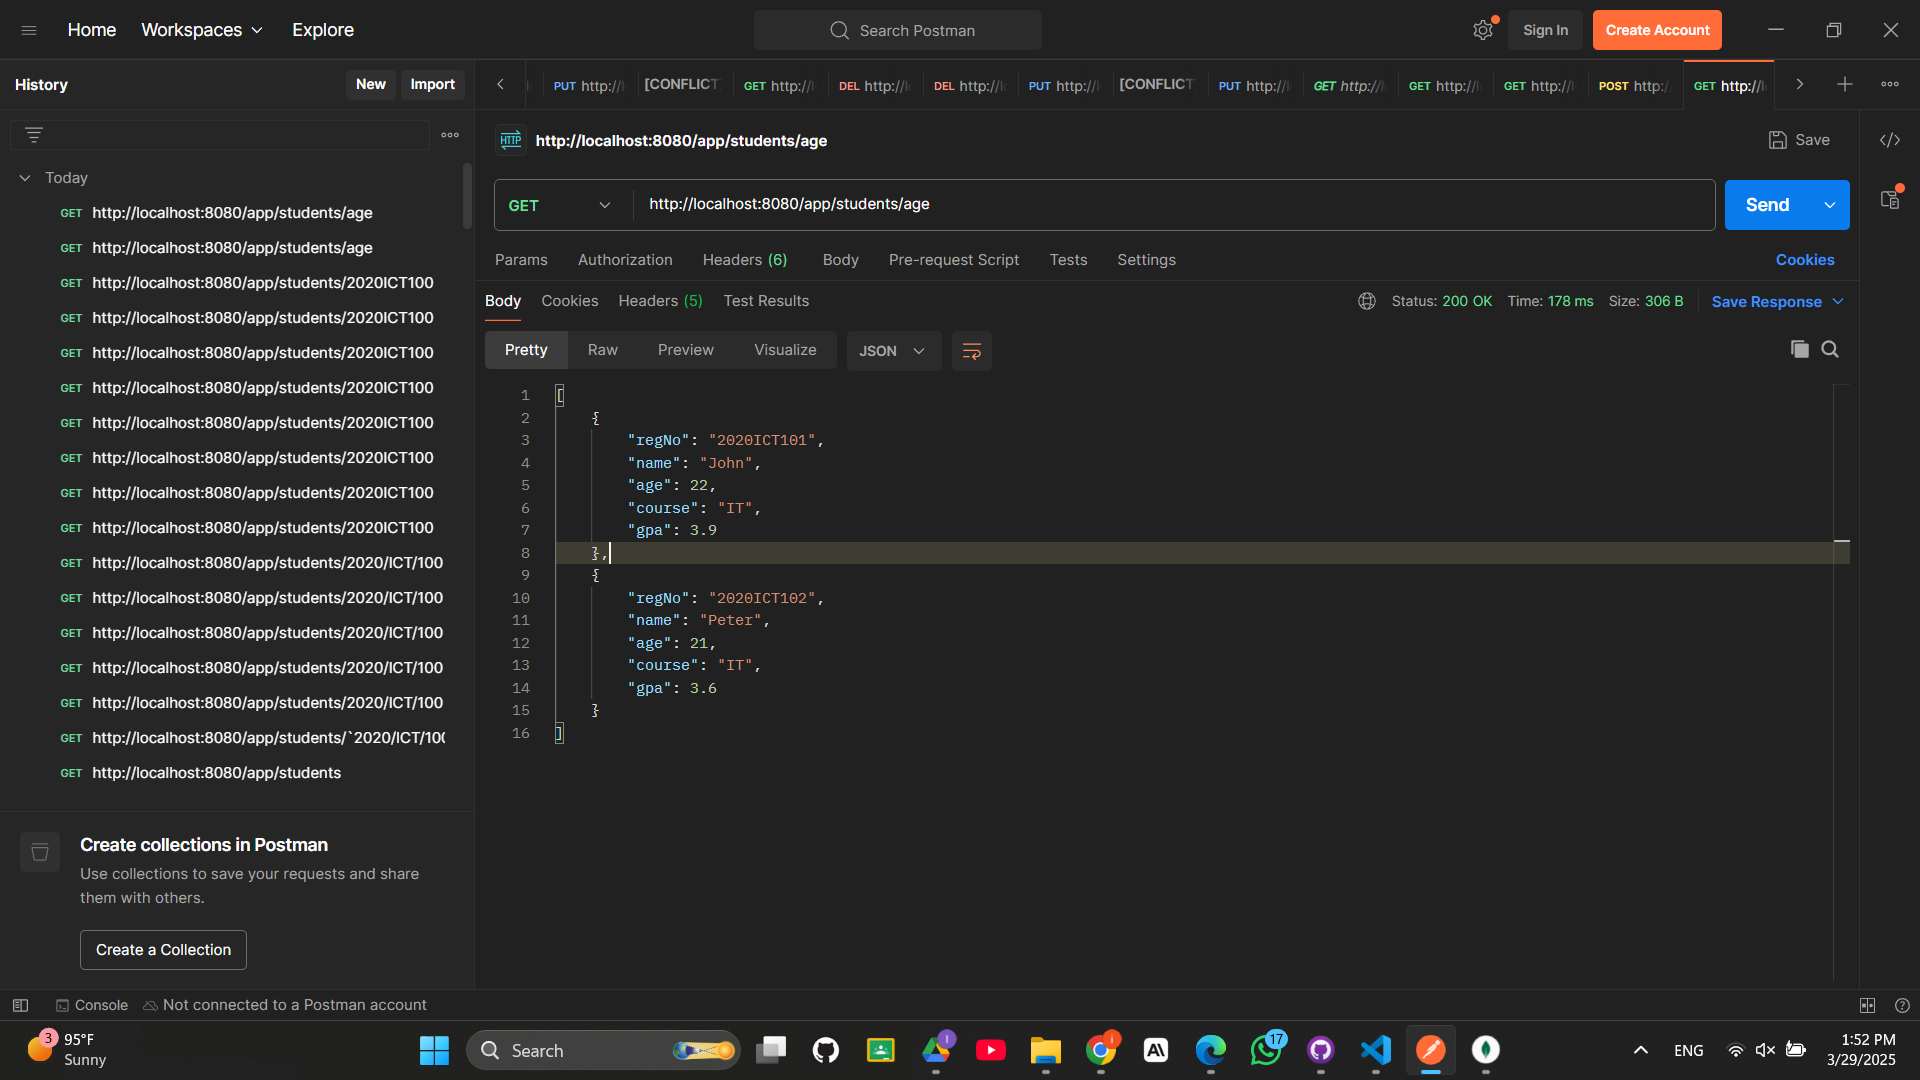 Home
Workspaces
Explore
Search Postman
Sign In
Create Account
History
New
Import
PUT http://
[CONFLICT]
GET http://
DEL http://
DEL http://
PUT http://
[CONFLICT]
PUT http://
GET http://
GET http://
GET http://
POST http:/
GET http://
Today
GET http://localhost:8080/app/students/age
GET http://localhost:8080/app/students/age
GET http://localhost:8080/app/students/2020ICT100
GET http://localhost:8080/app/students/2020ICT100
GET http://localhost:8080/app/students/2020ICT100
GET http://localhost:8080/app/students/2020ICT100
GET http://localhost:8080/app/students/2020ICT100
GET http://localhost:8080/app/students/2020ICT100
GET http://localhost:8080/app/students/2020ICT100
GET http://localhost:8080/app/students/2020ICT100
GET http://localhost:8080/app/students/2020/ICT/100
GET http://localhost:8080/app/students/2020/ICT/100
GET http://localhost:8080/app/students/2020/ICT/100
GET http://localhost:8080/app/students/2020/ICT/100
GET http://localhost:8080/app/students/2020/ICT/100
GET http://localhost:8080/app/students/`2020/ICT/100
GET http://localhost:8080/app/students
Create collections in Postman
Use collections to save your requests and share
them with others.
Create a Collection
HTTP http://localhost:8080/app/students/age
Save
GET http://localhost:8080/app/students/age
Send
Params Authorization Headers (6) Body Pre-request Script Tests Settings
Cookies
Body Cookies Headers (5) Test Results
Status: 200 OK Time: 178 ms Size: 306 B
Save Response
Pretty Raw Preview Visualize JSON
1 [
2 {
3 "regNo": "2020ICT101",
4 "name": "John",
5 "age": 22,
6 "course": "IT",
7 "gpa": 3.9
8 },
9 {
10 "regNo": "2020ICT102",
11 "name": "Peter",
12 "age": 21,
13 "course": "IT",
14 "gpa": 3.6
15 }
16 ]
Console
Not connected to a Postman account
3
95°F
Sunny
Search
17
ENG
1:52 PM
3/29/2025